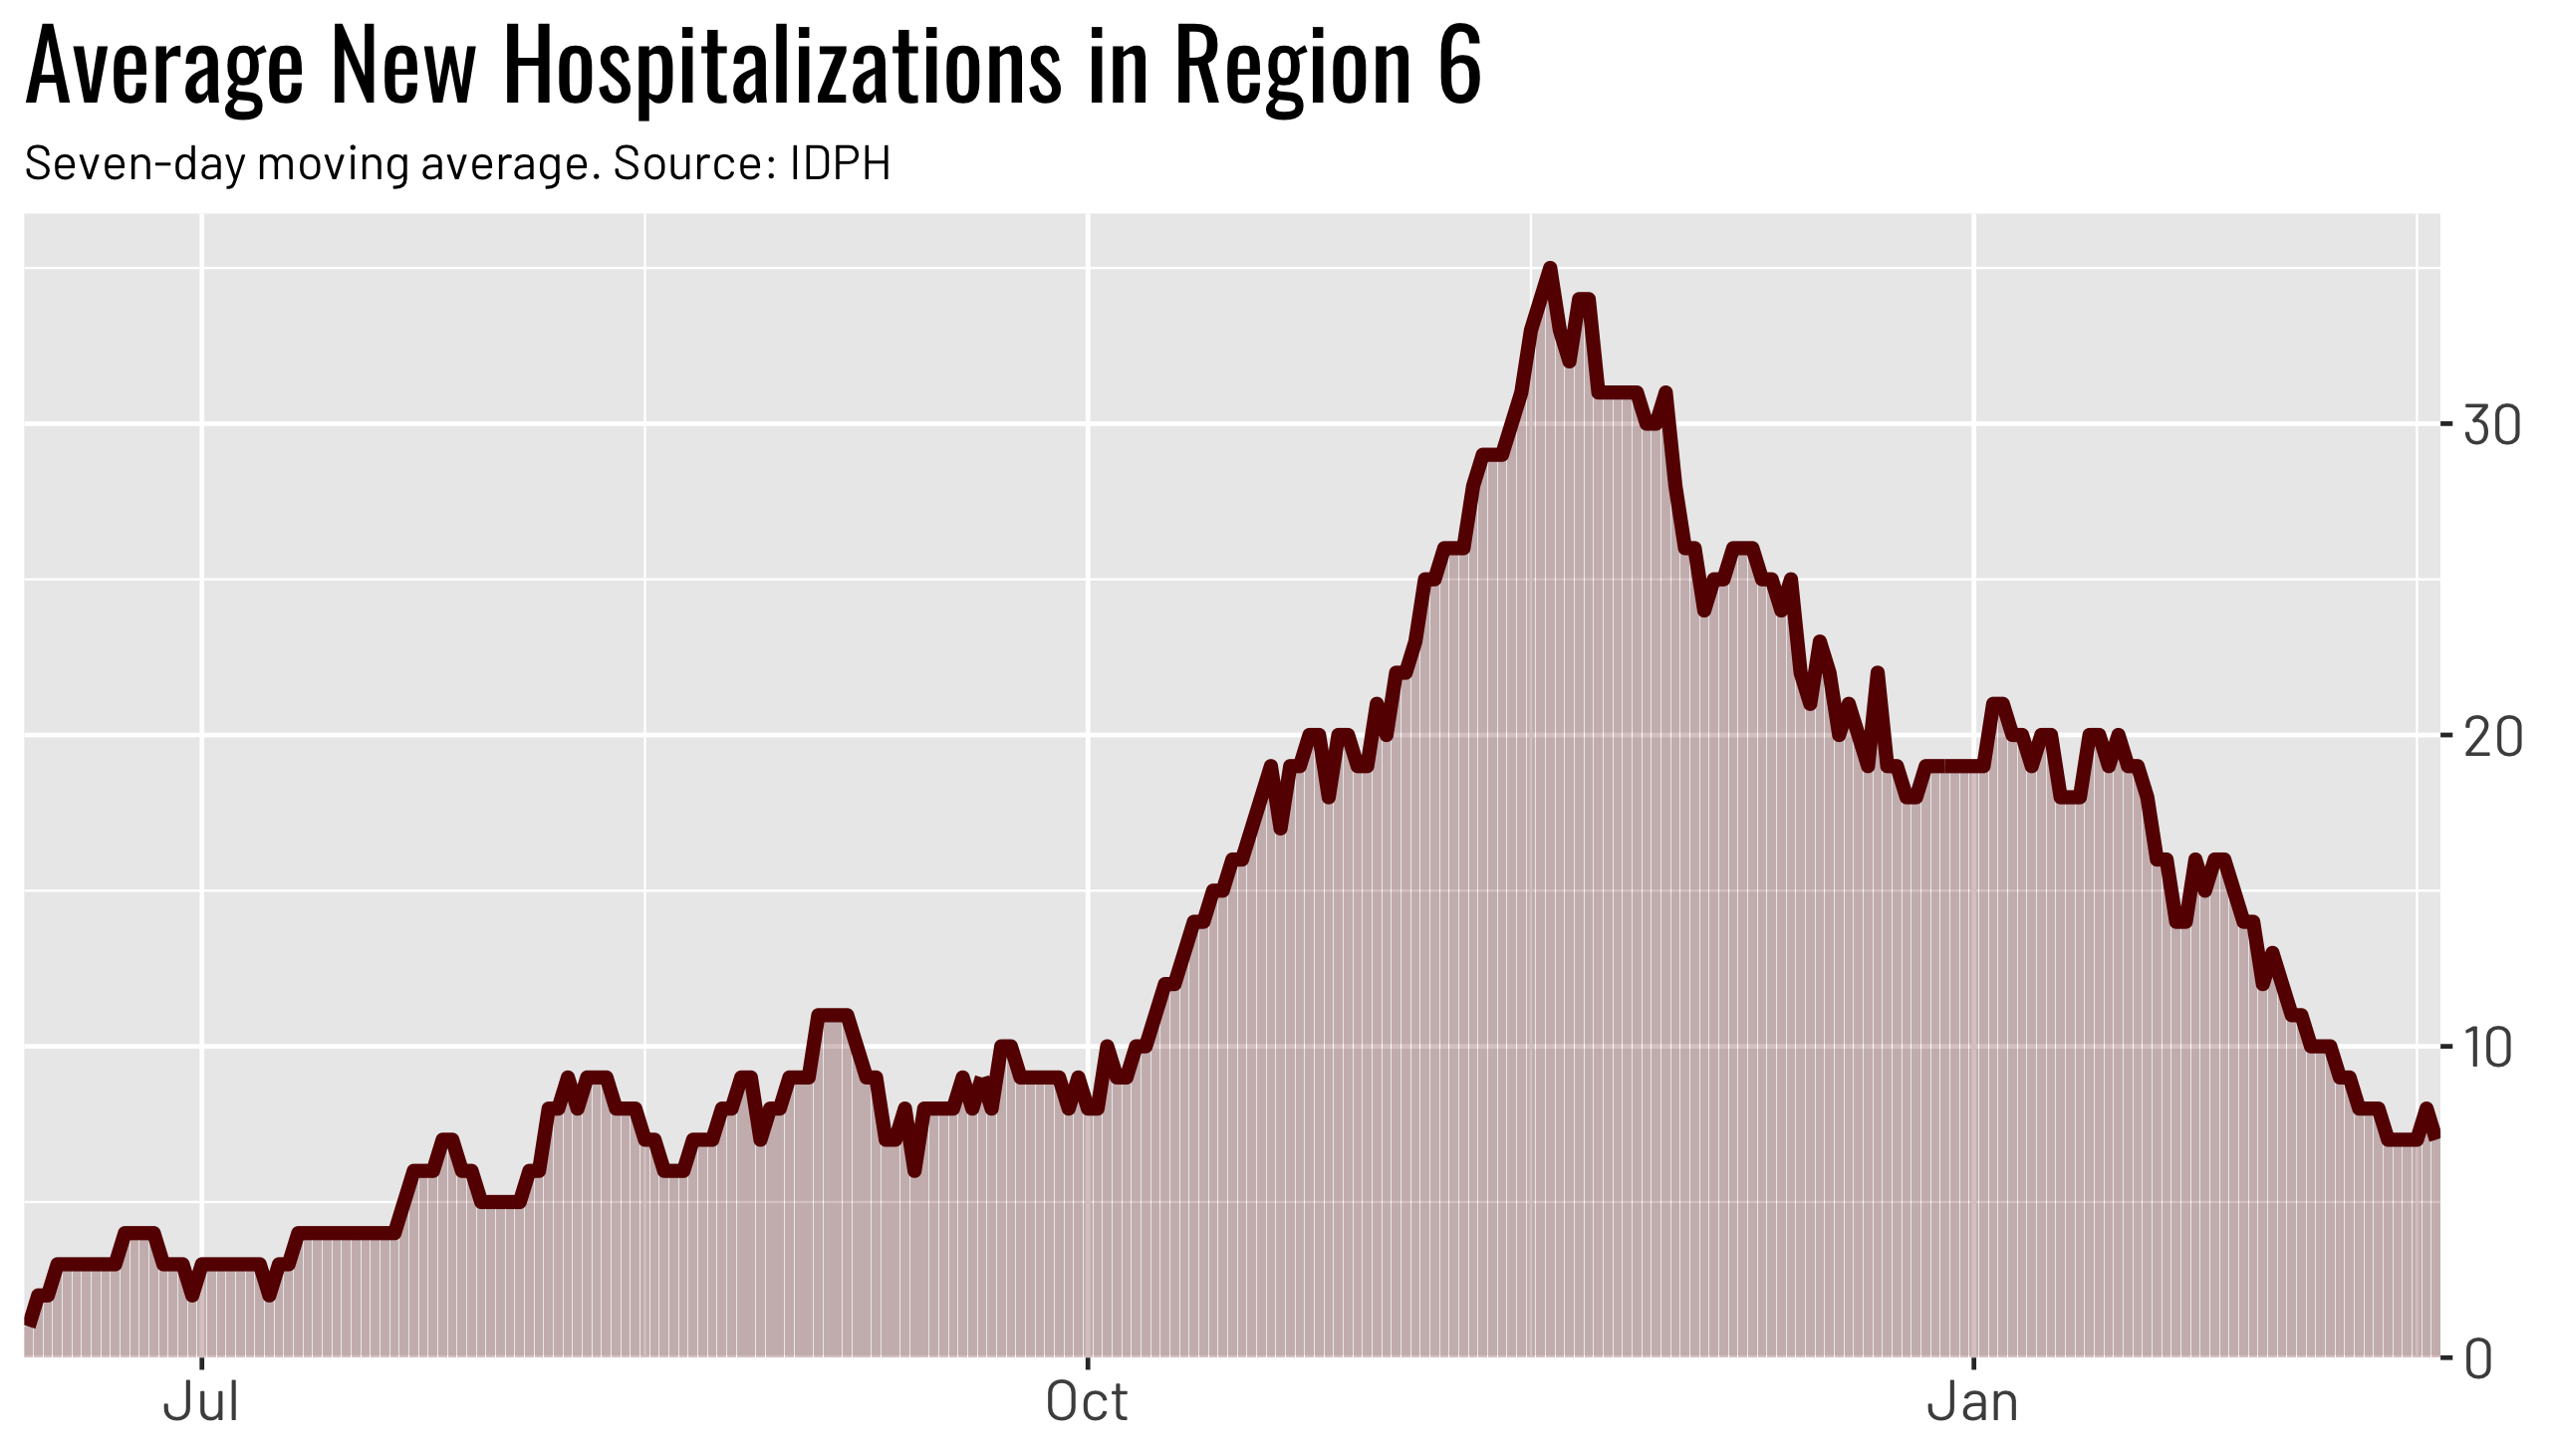 Average New Hospitalizations in Region 6
Seven-day moving average. Source: IDPH
30
20
10
0
Jul Oct Jan